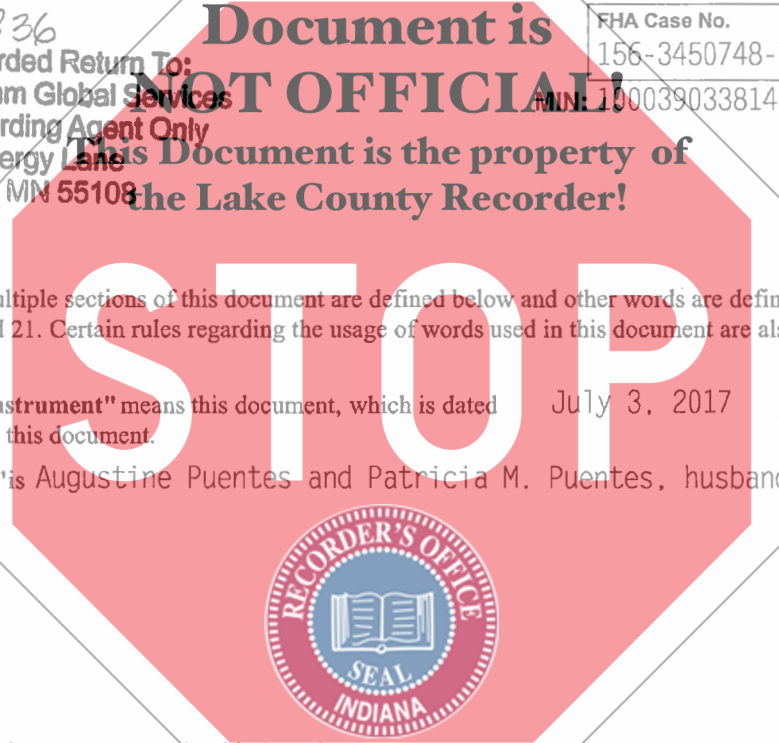 Document is
NOT OFFICIAL!
This Document is the property of
the Lake County Recorder!
STOP
836
rded Return To:
m Global Services
rding Agent Only
ergy Lane
MN 55108
FHA Case No.
156-3450748-
MIN: 100039033814
ultiple sections of this document are defined below and other words are defin
d 21. Certain rules regarding the usage of words used in this document are als
nstrument" means this document, which is dated July 3, 2017
this document.
"is Augustine Puentes and Patricia M. Puentes, husband
RECORDER'S OFFICE
SEAL
INDIANA